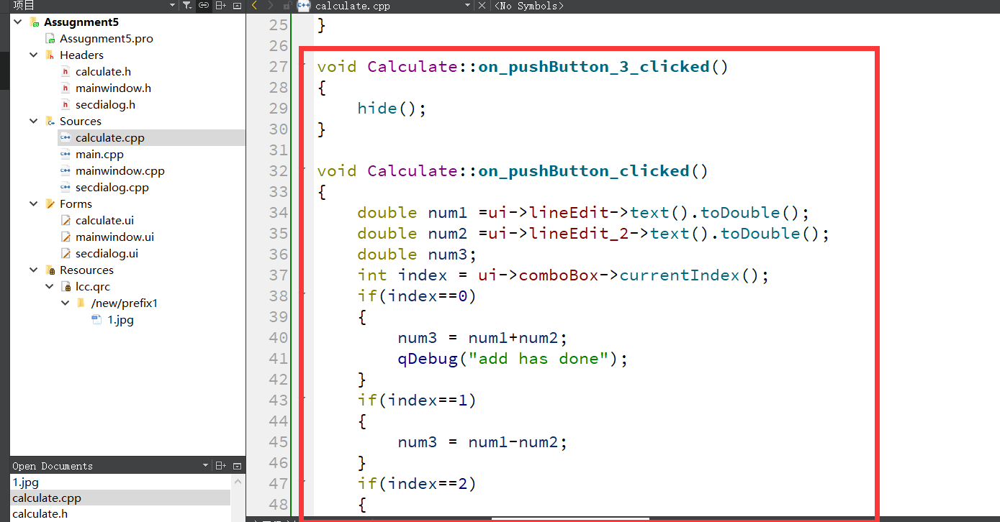 项目
calculate.cpp
<No Symbols>
Assugnment5
Assugnment5.pro
Headers
calculate.h
mainwindow.h
secdialog.h
Sources
calculate.cpp
main.cpp
mainwindow.cpp
secdialog.cpp
Forms
calculate.ui
mainwindow.ui
secdialog.ui
Resources
lcc.qrc
/new/prefix1
1.jpg
Open Documents
1.jpg
calculate.cpp
calculate.h
25 }
26
27 void Calculate::on_pushButton_3_clicked()
28 {
29 hide();
30 }
31
32 void Calculate::on_pushButton_clicked()
33 {
34 double num1 =ui->lineEdit->text().toDouble();
35 double num2 =ui->lineEdit_2->text().toDouble();
36 double num3;
37 int index = ui->comboBox->currentIndex();
38 if(index==0)
39 {
40 num3 = num1+num2;
41 qDebug("add has done");
42 }
43 if(index==1)
44 {
45 num3 = num1-num2;
46 }
47 if(index==2)
48 {